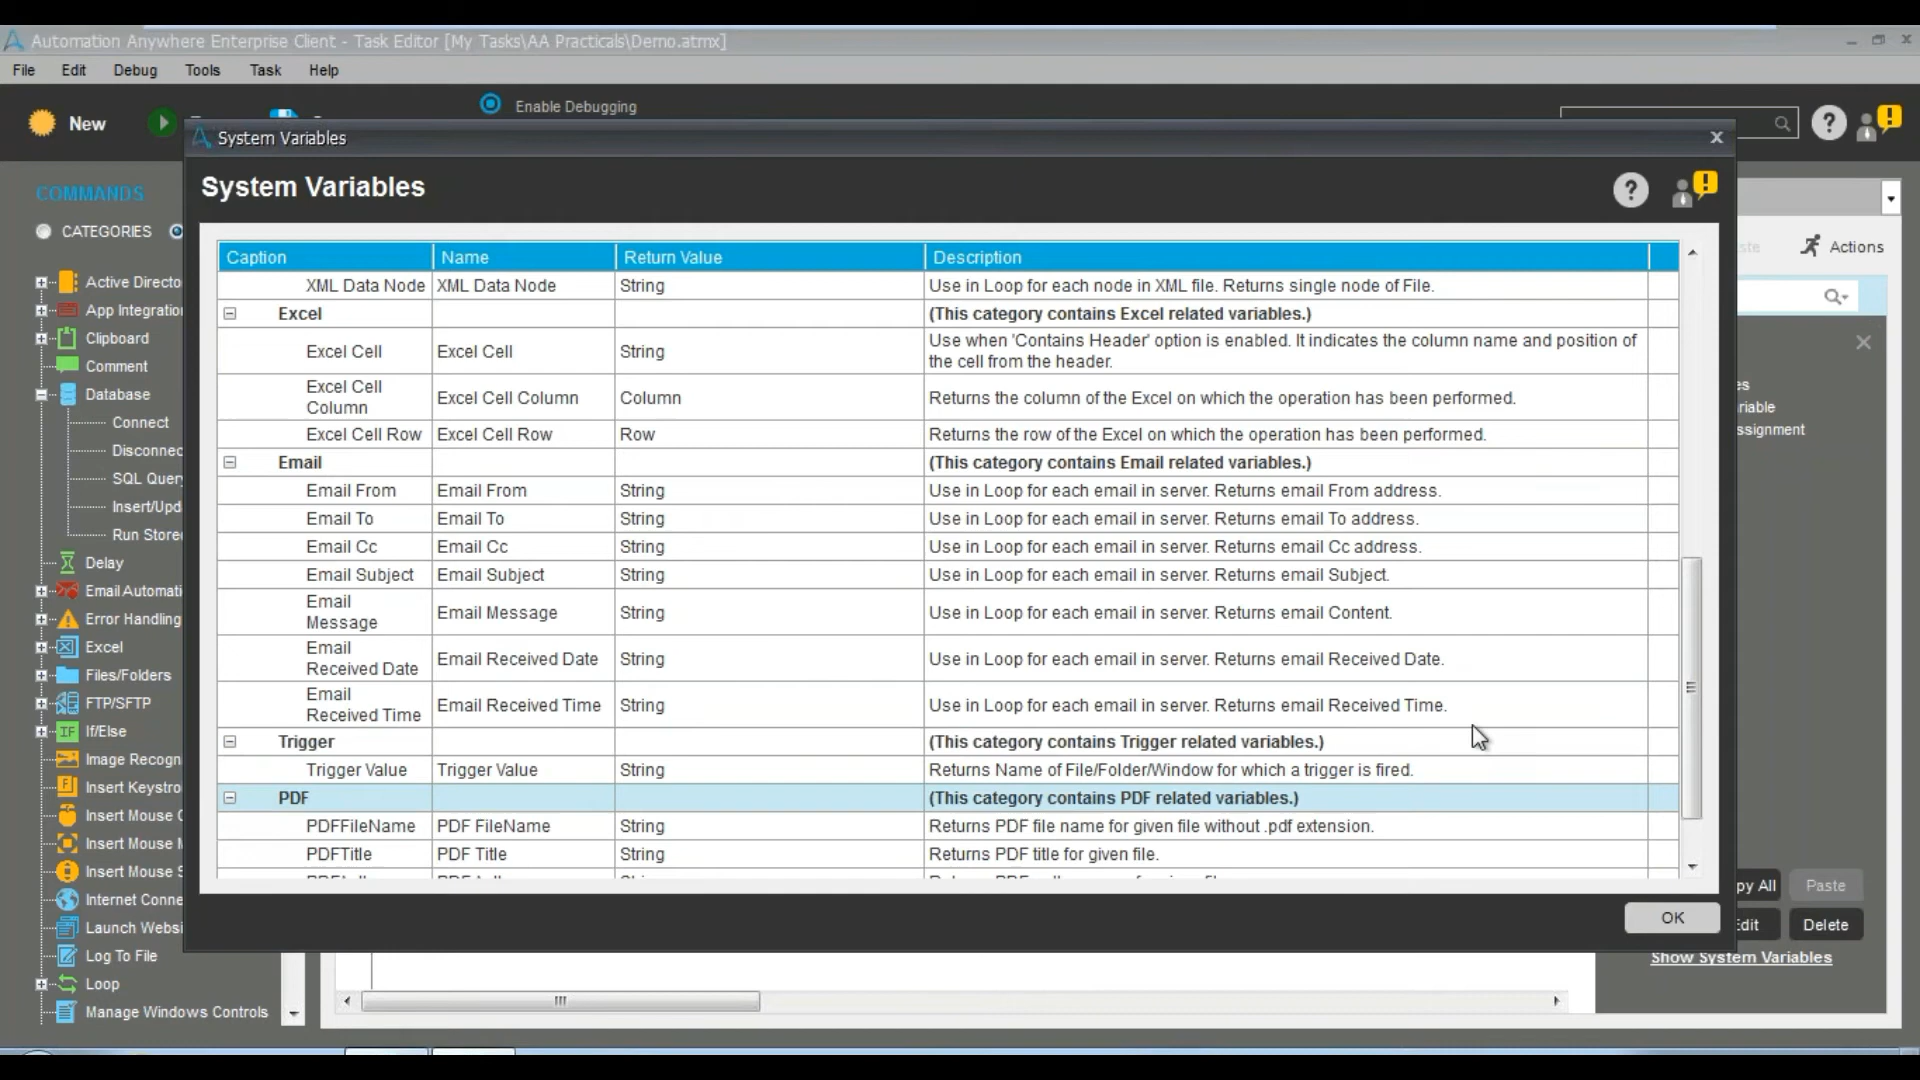 Automation Anywhere Enterprise Client - Task Editor [My Tasks\AA Practicals\Demo.atmx]
File Edit Debug Tools Task Help
New
Enable Debugging
System Variables
System Variables
COMMANDS
CATEGORIES
Actions
Caption Name Return Value Description
XML Data Node XML Data Node String Use in Loop for each node in XML file. Returns single node of File.
Excel (This category contains Excel related variables.)
Excel Cell Excel Cell String Use when 'Contains Header' option is enabled. It indicates the column name and position of
the cell from the header.
Excel Cell
Column Excel Cell Column Column Returns the column of the Excel on which the operation has been performed.
Excel Cell Row Excel Cell Row Row Returns the row of the Excel on which the operation has been performed.
Email (This category contains Email related variables.)
Email From Email From String Use in Loop for each email in server. Returns email From address.
Email To Email To String Use in Loop for each email in server. Returns email To address.
Email Cc Email Cc String Use in Loop for each email in server. Returns email Cc address.
Email Subject Email Subject String Use in Loop for each email in server. Returns email Subject.
Email
Message Email Message String Use in Loop for each email in server. Returns email Content.
Email
Received Date Email Received Date String Use in Loop for each email in server. Returns email Received Date.
Email
Received Time Email Received Time String Use in Loop for each email in server. Returns email Received Time.
Trigger (This category contains Trigger related variables.)
Trigger Value Trigger Value String Returns Name of File/Folder/Window for which a trigger is fired.
PDF (This category contains PDF related variables.)
PDFFileName PDF FileName String Returns PDF file name for given file without .pdf extension.
PDFTitle PDF Title String Returns PDF title for given file.
OK
Active Directo
App Integration
Clipboard
Comment
Database
Connect
Disconnec
SQL Query
Insert/Upd
Run Store
Delay
Email Automati
Error Handling
Excel
Files/Folders
FTP/SFTP
IF If/Else
Image Recogn
Insert Keystro
Insert Mouse C
Insert Mouse M
Insert Mouse S
Internet Conne
Launch Websi
Log To File
Loop
Manage Windows Controls
ste
es
riable
ssignment
py All Paste
Edit Delete
Show System Variables